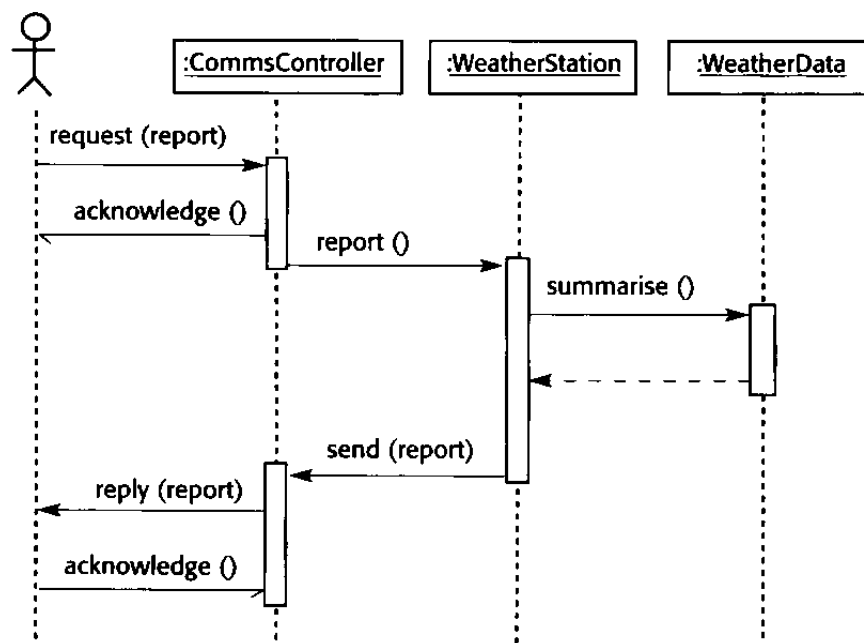 :CommsController
:WeatherStation
:WeatherData
request (report)
acknowledge ()
report ()
summarise ()
send (report)
reply (report)
acknowledge ()